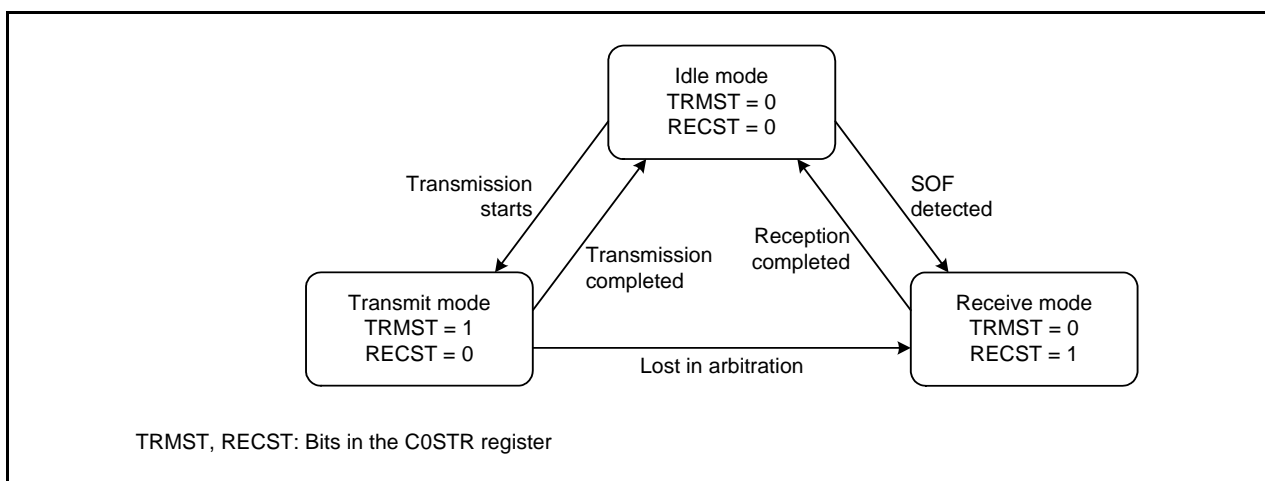 Idle mode
TRMST = 0
RECST = 0
Transmission
starts
SOF
detected
Transmission
completed
Reception
completed
Transmit mode
TRMST = 1
RECST = 0
Receive mode
TRMST = 0
RECST = 1
Lost in arbitration
TRMST, RECST: Bits in the C0STR register